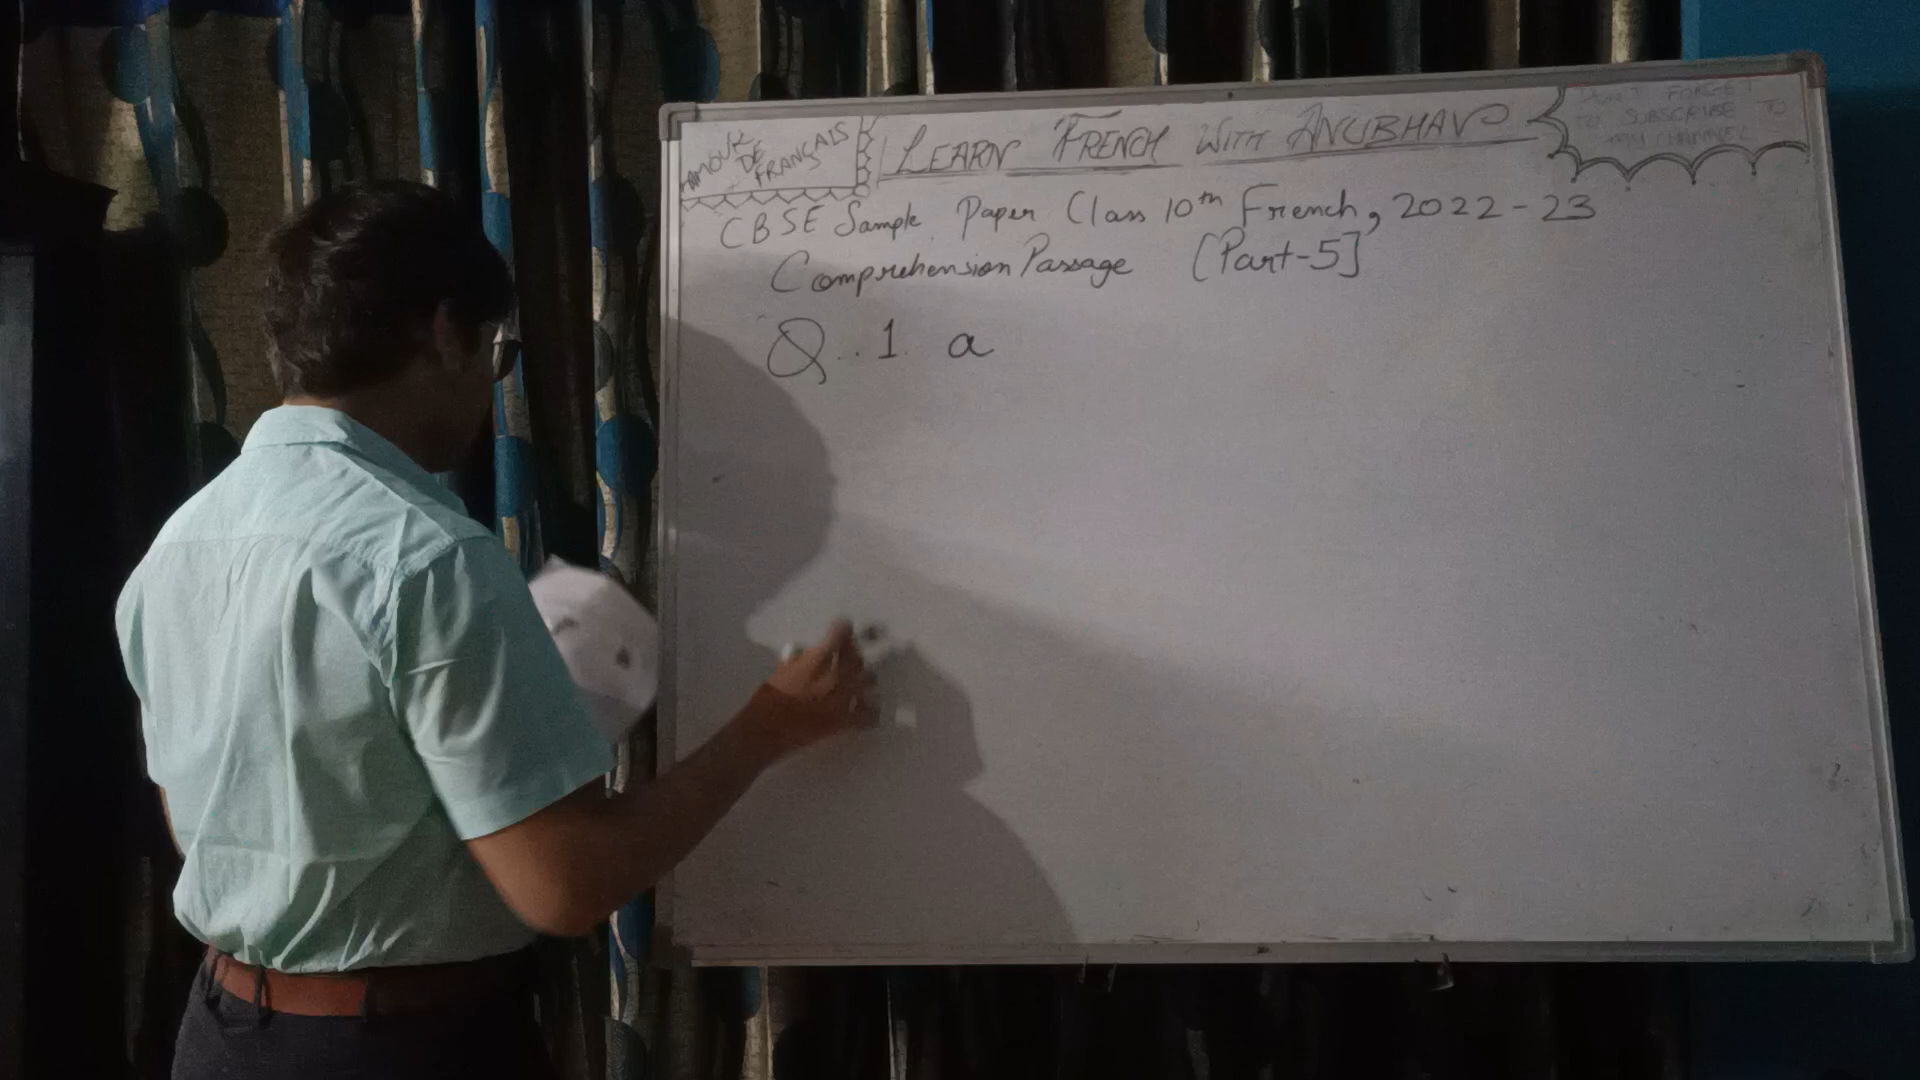 AMOUR
DE
FRANÇAIS
LEARN FRENCH WITH ANUBHAV
DON'T FORGET
TO SUBSCRIBE TO
MY CHANNEL
CBSE Sample Paper Class 10th French, 2022-23
Comprehension Passage [Part-5]
Q..1. a